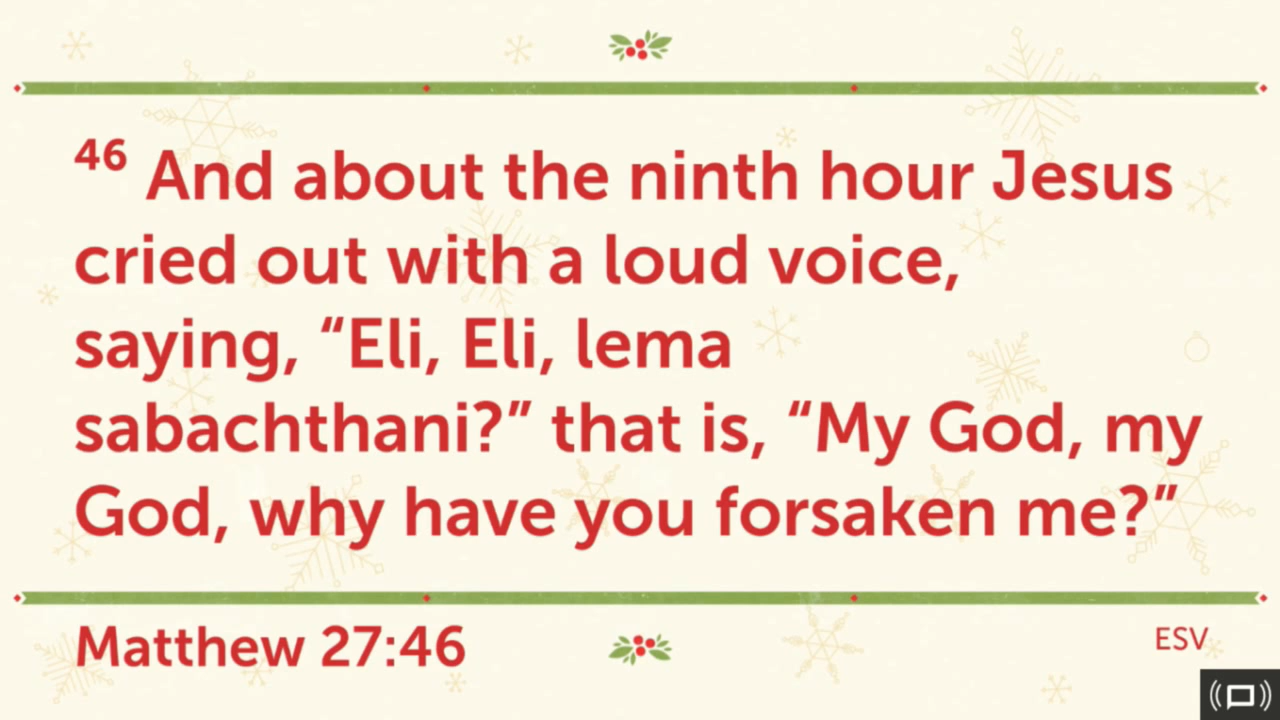 46 And about the ninth hour Jesus
cried out with a loud voice,
saying, “Eli, Eli, lema
sabachthani?” that is, “My God, my
God, why have you forsaken me?”
Matthew 27:46
ESV